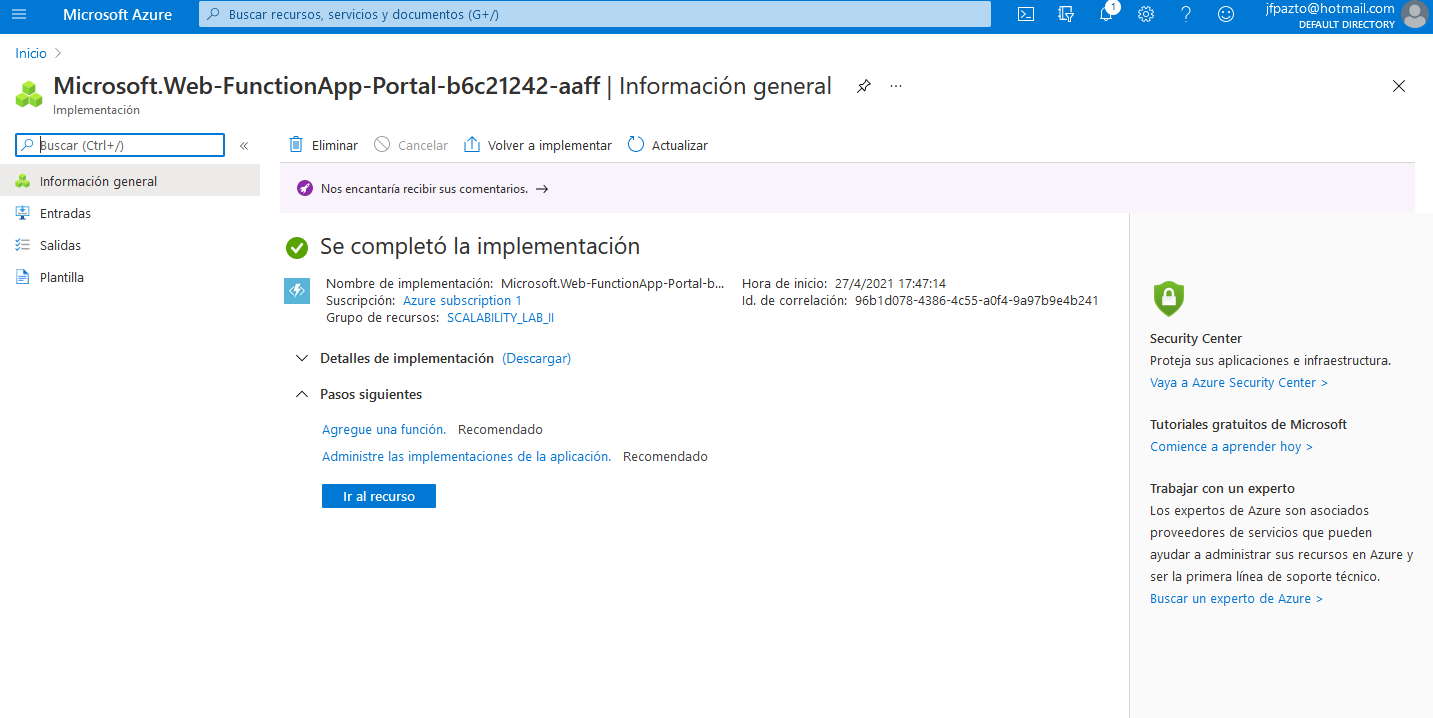 Microsoft Azure
Buscar recursos, servicios y documentos (G+/)
1
jfpazto@hotmail.com
DEFAULT DIRECTORY
Inicio >
Microsoft.Web-FunctionApp-Portal-b6c21242-aaff | Información general
Implementación
Buscar (Ctrl+/)
«
Información general
Entradas
Salidas
Plantilla
Eliminar
Cancelar
Volver a implementar
Actualizar
Nos encantaría recibir sus comentarios. →
Se completó la implementación
Nombre de implementación: Microsoft.Web-FunctionApp-Portal-b...
Suscripción: Azure subscription 1
Grupo de recursos: SCALABILITY_LAB_II
Hora de inicio: 27/4/2021 17:47:14
Id. de correlación: 96b1d078-4386-4c55-a0f4-9a97b9e4b241
Detalles de implementación (Descargar)
Pasos siguientes
Agregue una función. Recomendado
Administre las implementaciones de la aplicación. Recomendado
Ir al recurso
Security Center
Proteja sus aplicaciones e infraestructura.
Vaya a Azure Security Center >
Tutoriales gratuitos de Microsoft
Comience a aprender hoy >
Trabajar con un experto
Los expertos de Azure son asociados
proveedores de servicios que pueden
ayudar a administrar sus recursos en Azure y
ser la primera línea de soporte técnico.
Buscar un experto de Azure >